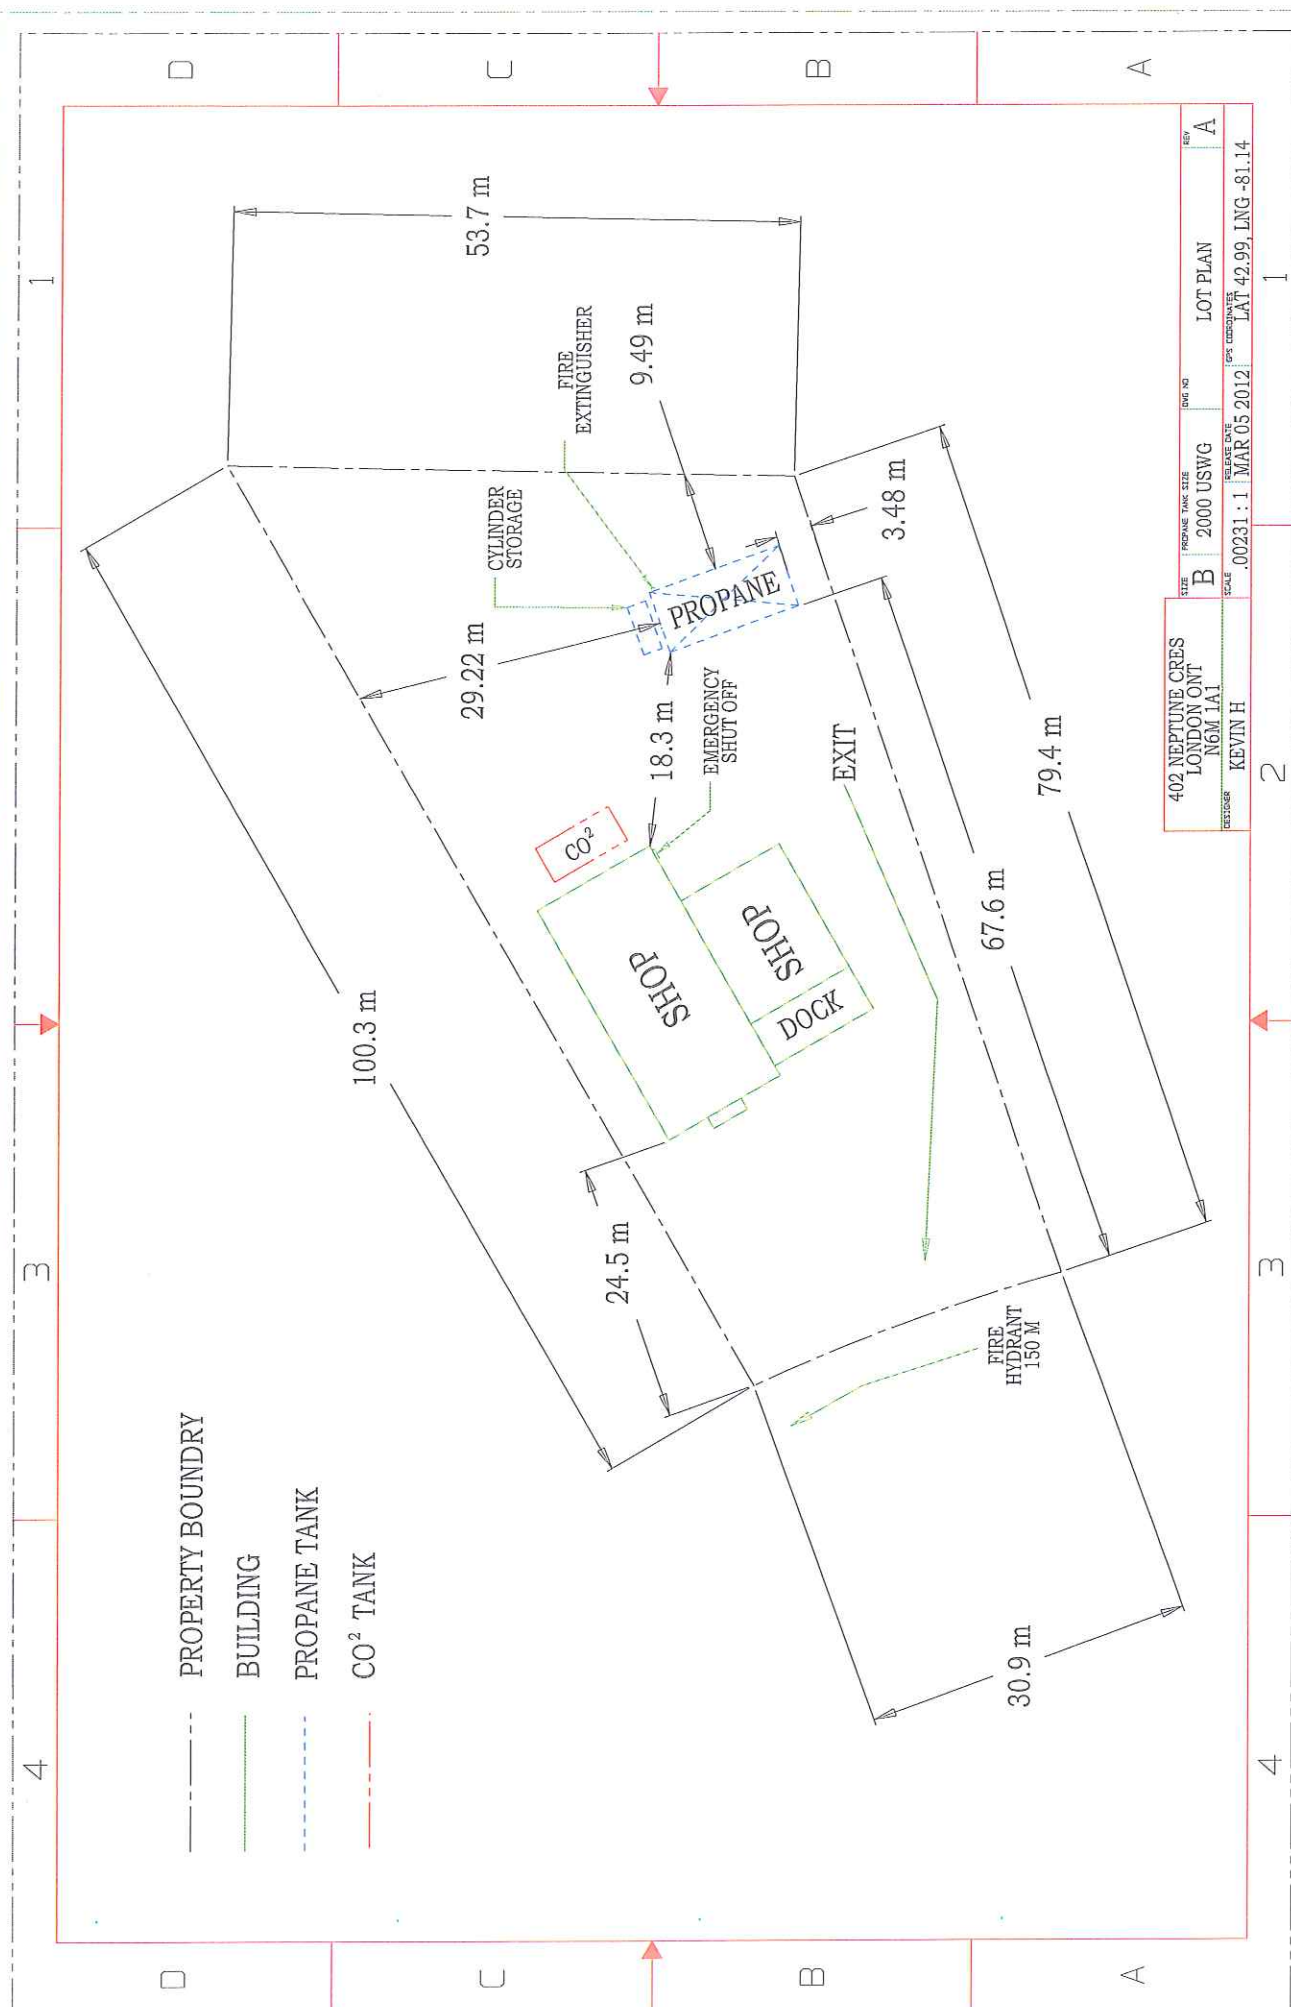 D
C
B
A
1
2
3
4
D
C
B
A
1
2
3
4
PROPERTY BOUNDRY
BUILDING
PROPANE TANK
CO² TANK
100.3 m
53.7 m
29.22 m
CYLINDER
STORAGE
FIRE
EXTINGUISHER
9.49 m
PROPANE
3.48 m
18.3 m
EMERGENCY
SHUT OFF
CO²
SHOP
SHOP
DOCK
EXIT
24.5 m
67.6 m
79.4 m
FIRE
HYDRANT
150 M
30.9 m
402 NEPTUNE CRES
LONDON ONT
N6M 1A1
DESIGNER
KEVIN H
SIZE
B
PROPANE TANK SIZE
2000 USWG
DWG NO
LOT PLAN
REV
A
SCALE
.00231 : 1
RELEASE DATE
MAR 05 2012
GPS COORDINATES
LAT 42.99, LNG -81.14